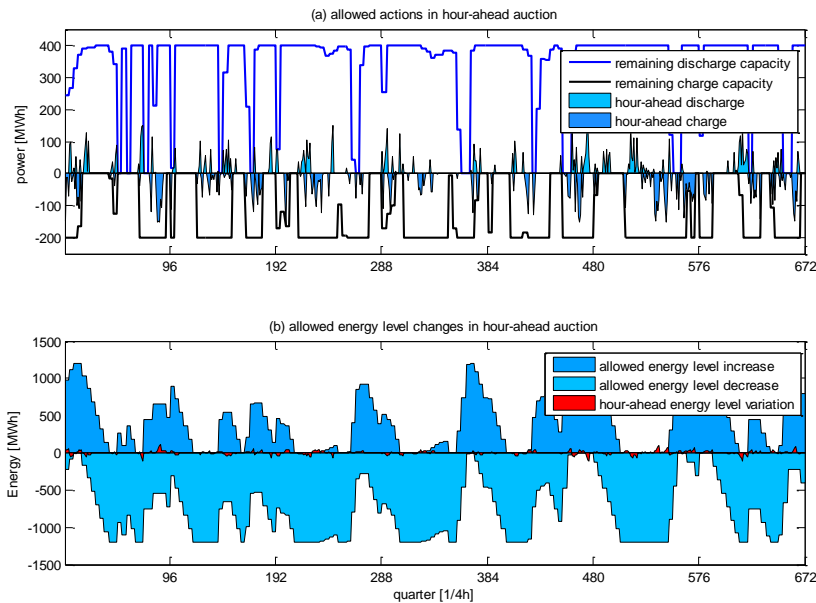 (a) allowed actions in hour-ahead auction
400
300
200
100
0
-100
-200
power [MWh]
remaining discharge capacity
remaining charge capacity
hour-ahead discharge
hour-ahead charge
96 192 288 384 480 576 672
(b) allowed energy level changes in hour-ahead auction
1500
1000
500
0
-500
-1000
-1500
Energy [MWh]
allowed energy level increase
allowed energy level decrease
hour-ahead energy level variation
96 192 288 384 480 576 672
quarter [1/4h]